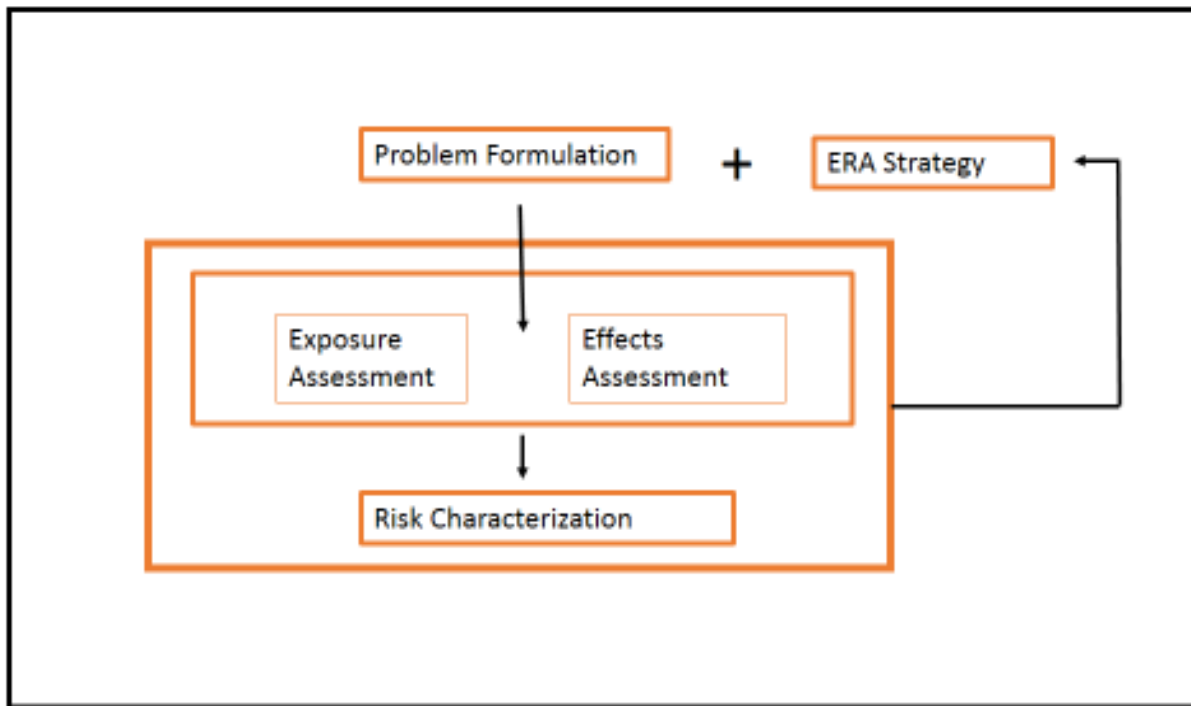 Problem Formulation
+
ERA Strategy
Exposure
Assessment
Effects
Assessment
Risk Characterization